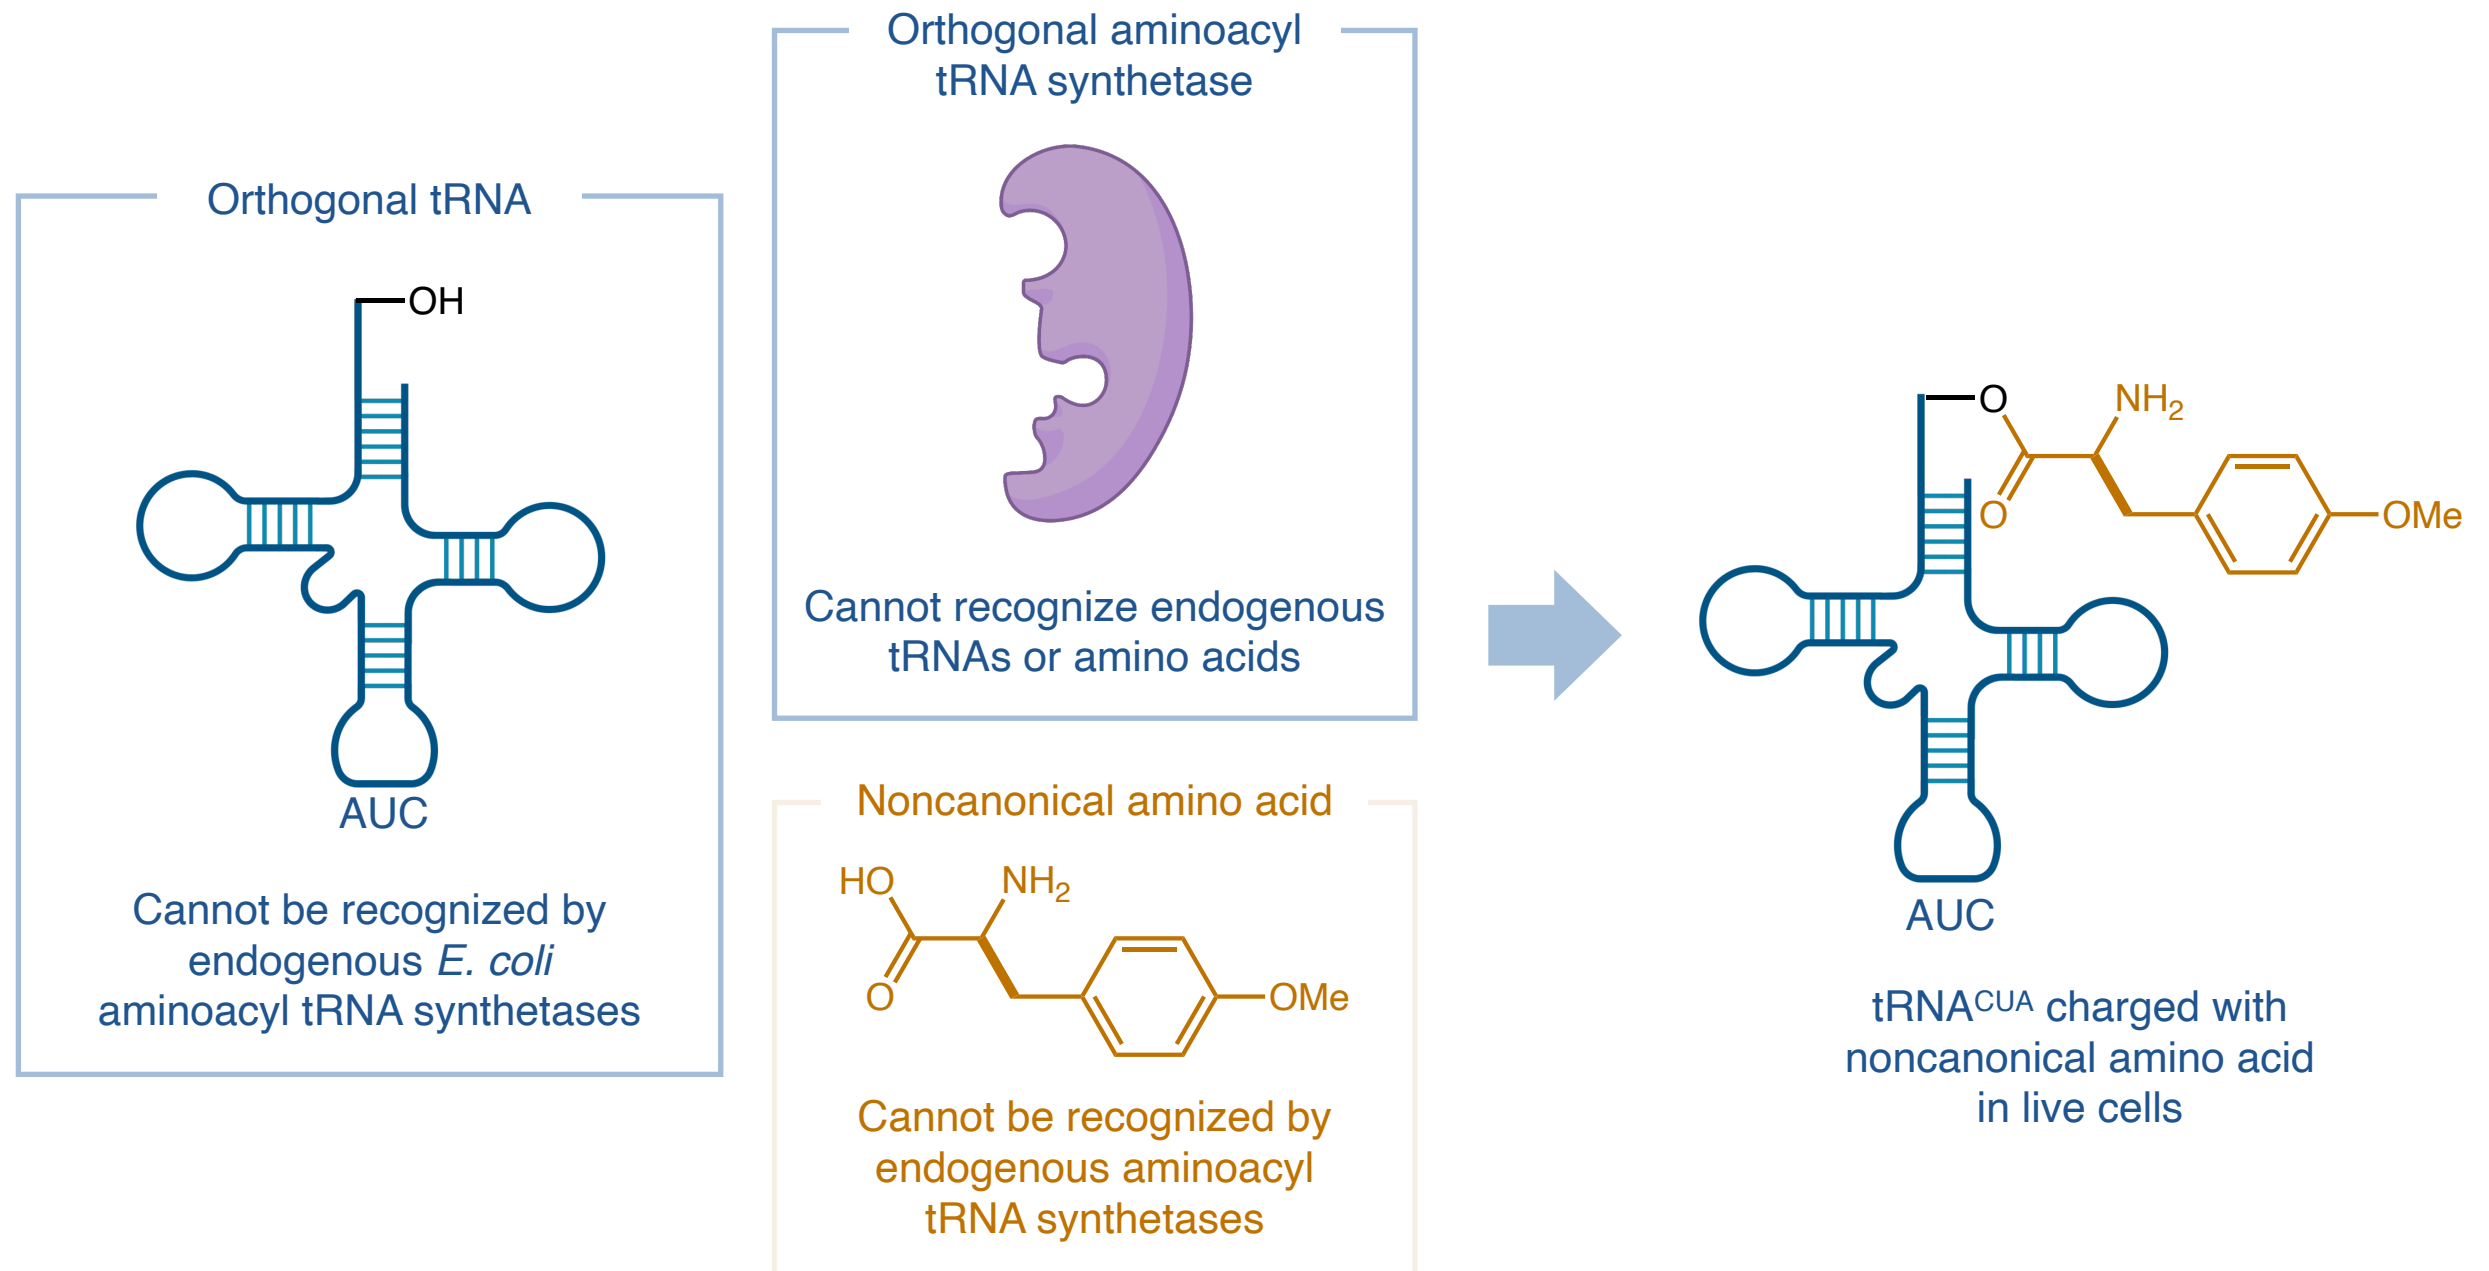 Orthogonal tRNA
OH
AUC
Cannot be recognized by
endogenous E. coli
aminoacyl tRNA synthetases
Orthogonal aminoacyl
tRNA synthetase
Cannot recognize endogenous
tRNAs or amino acids
Noncanonical amino acid
HO
NH2
O
OMe
Cannot be recognized by
endogenous aminoacyl
tRNA synthetases
O
NH2
O
OMe
AUC
tRNACUA charged with
noncanonical amino acid
in live cells